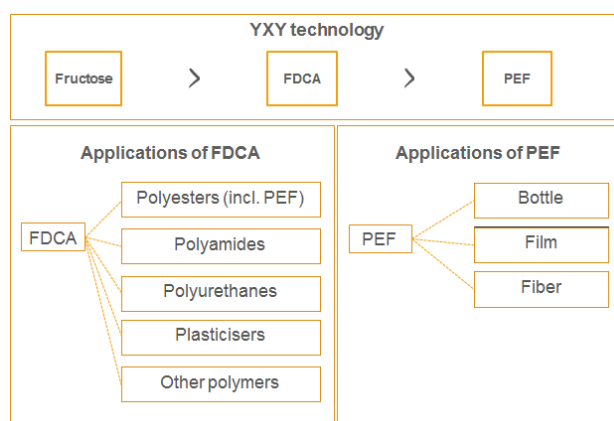 YXY technology
Fructose > FDCA > PEF
Applications of FDCA
FDCA
Polyesters (incl. PEF)
Polyamides
Polyurethanes
Plasticisers
Other polymers
Applications of PEF
PEF
Bottle
Film
Fiber